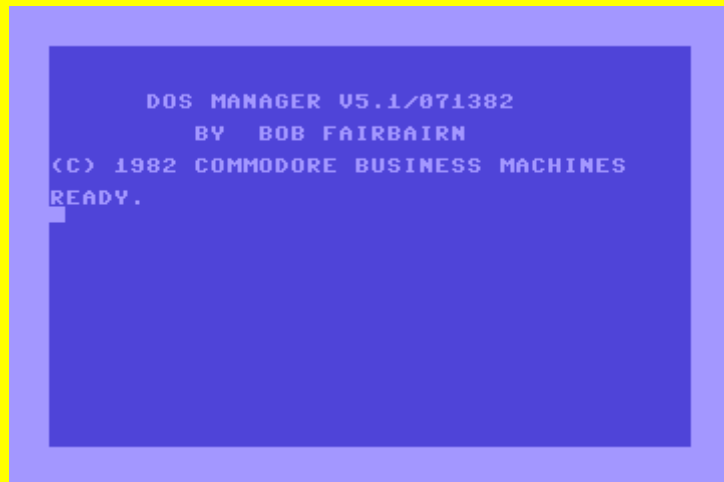 DOS MANAGER V5.1/071382
BY  BOB FAIRBAIRN
(C) 1982 COMMODORE BUSINESS MACHINES
READY.